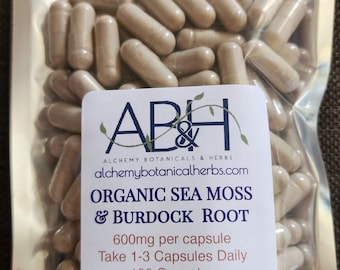 AB&H
ALCHEMY BOTANICALS & HERBS
alchemybotanicalherbs.com
ORGANIC SEA MOSS
& BURDOCK ROOT
600mg per capsule
Take 1-3 Capsules Daily